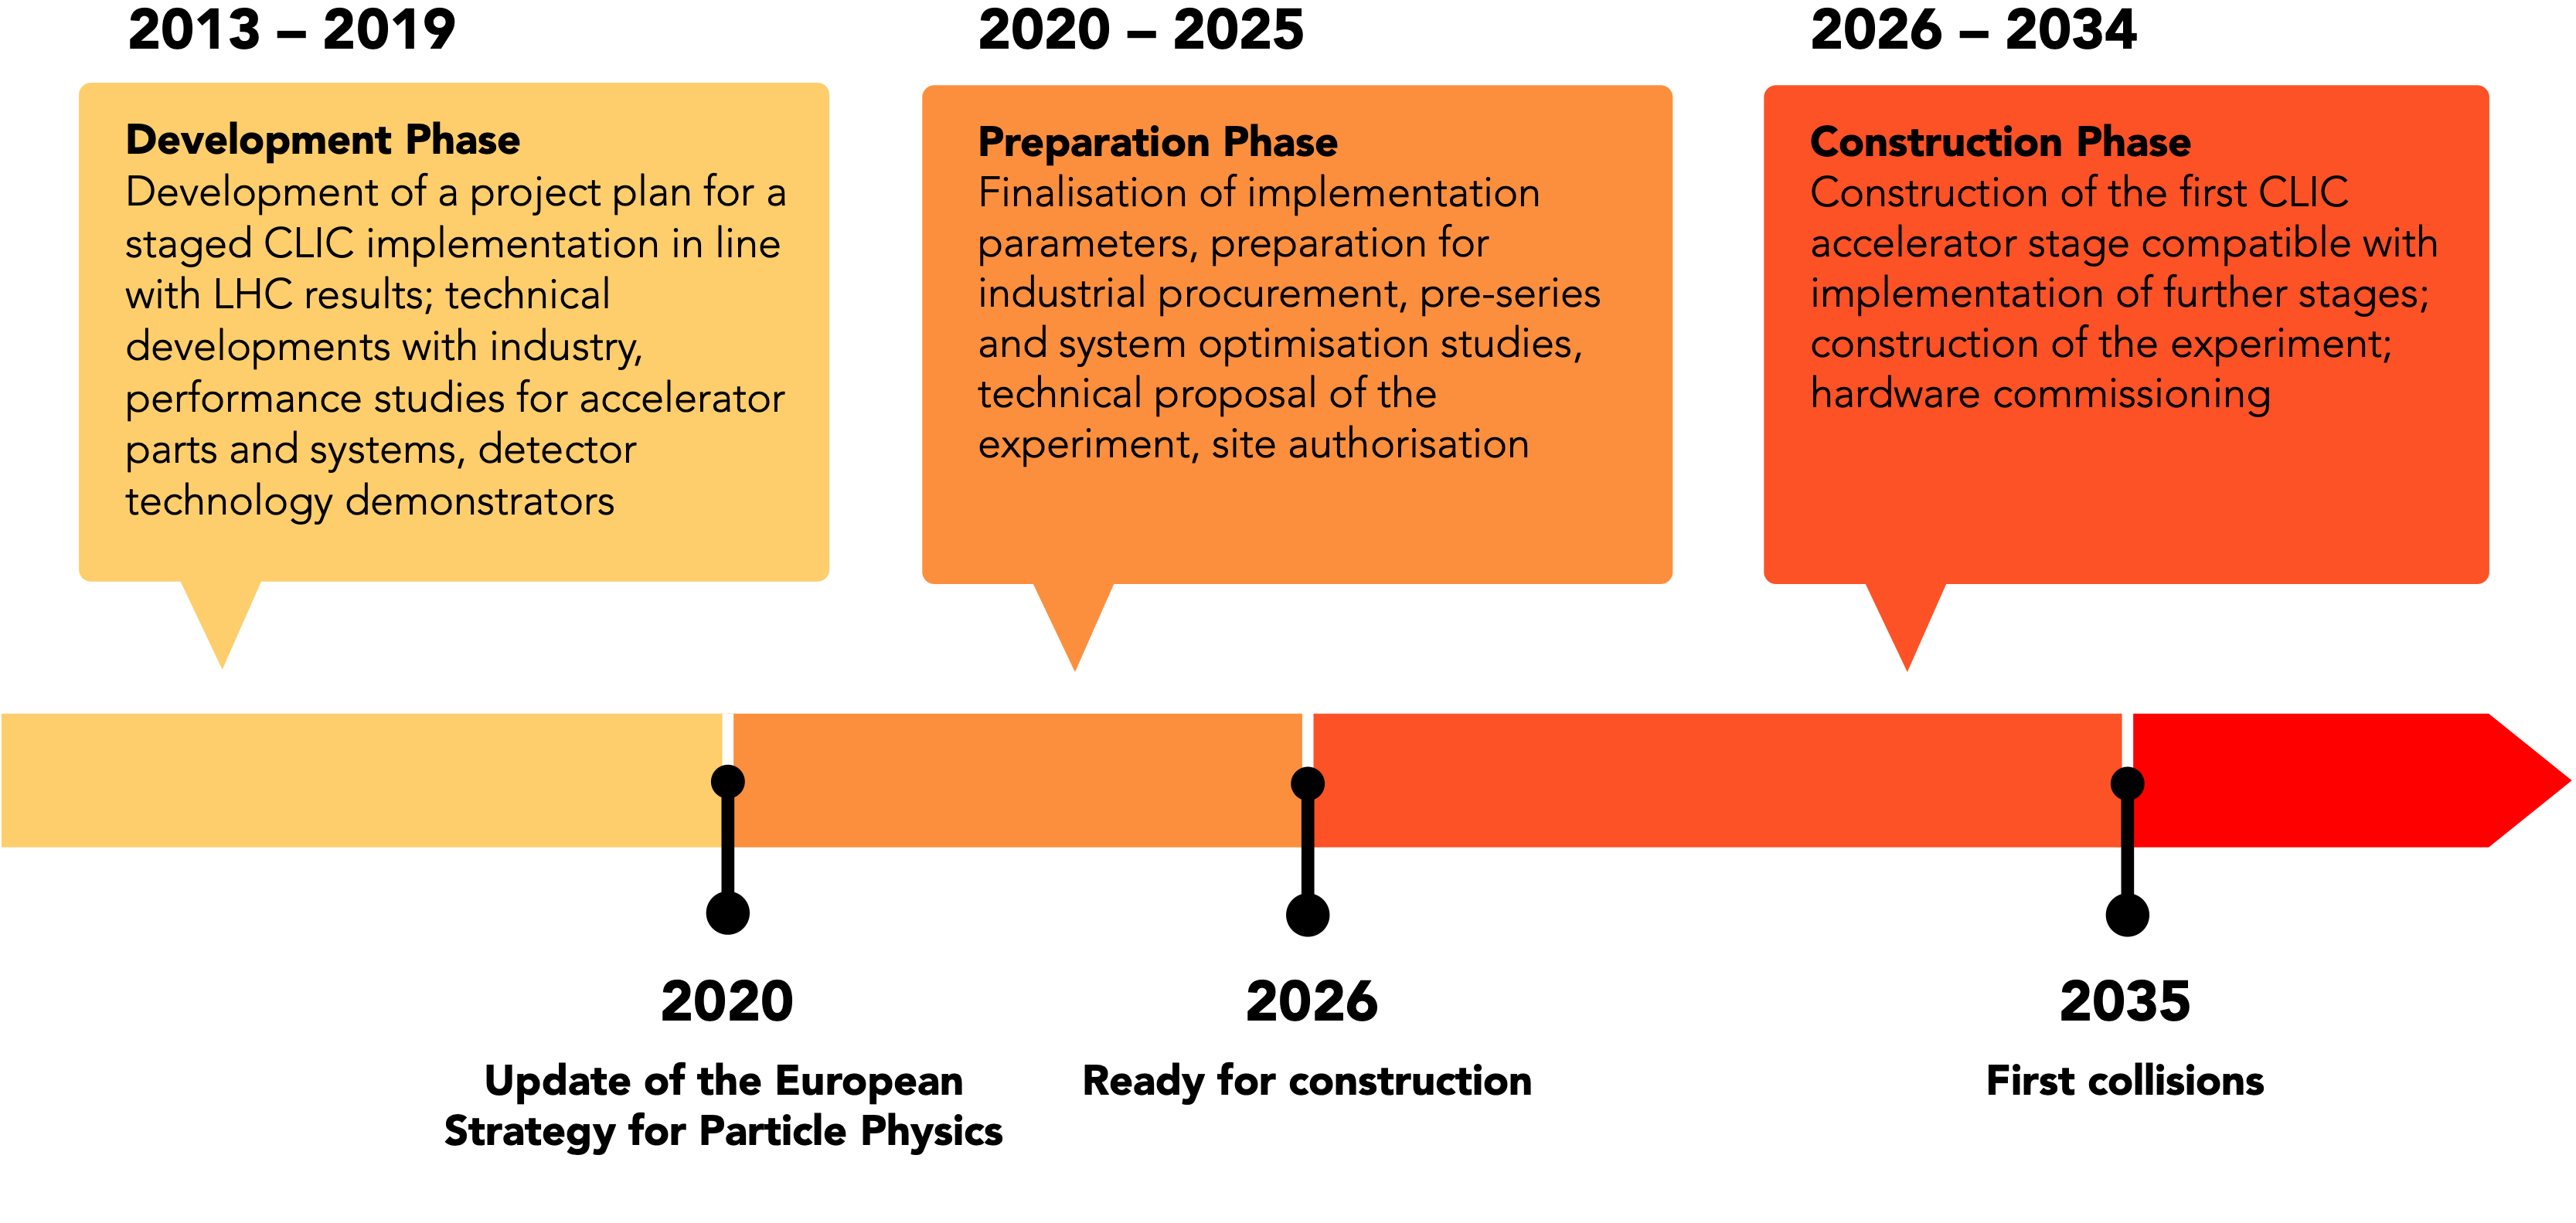 2013 – 2019
Development Phase
Development of a project plan for a
staged CLIC implementation in line
with LHC results; technical
developments with industry,
performance studies for accelerator
parts and systems, detector
technology demonstrators
2020 – 2025
Preparation Phase
Finalisation of implementation
parameters, preparation for
industrial procurement, pre-series
and system optimisation studies,
technical proposal of the
experiment, site authorisation
2026 – 2034
Construction Phase
Construction of the first CLIC
accelerator stage compatible with
implementation of further stages;
construction of the experiment;
hardware commissioning
2020
Update of the European
Strategy for Particle Physics
2026
Ready for construction
2035
First collisions